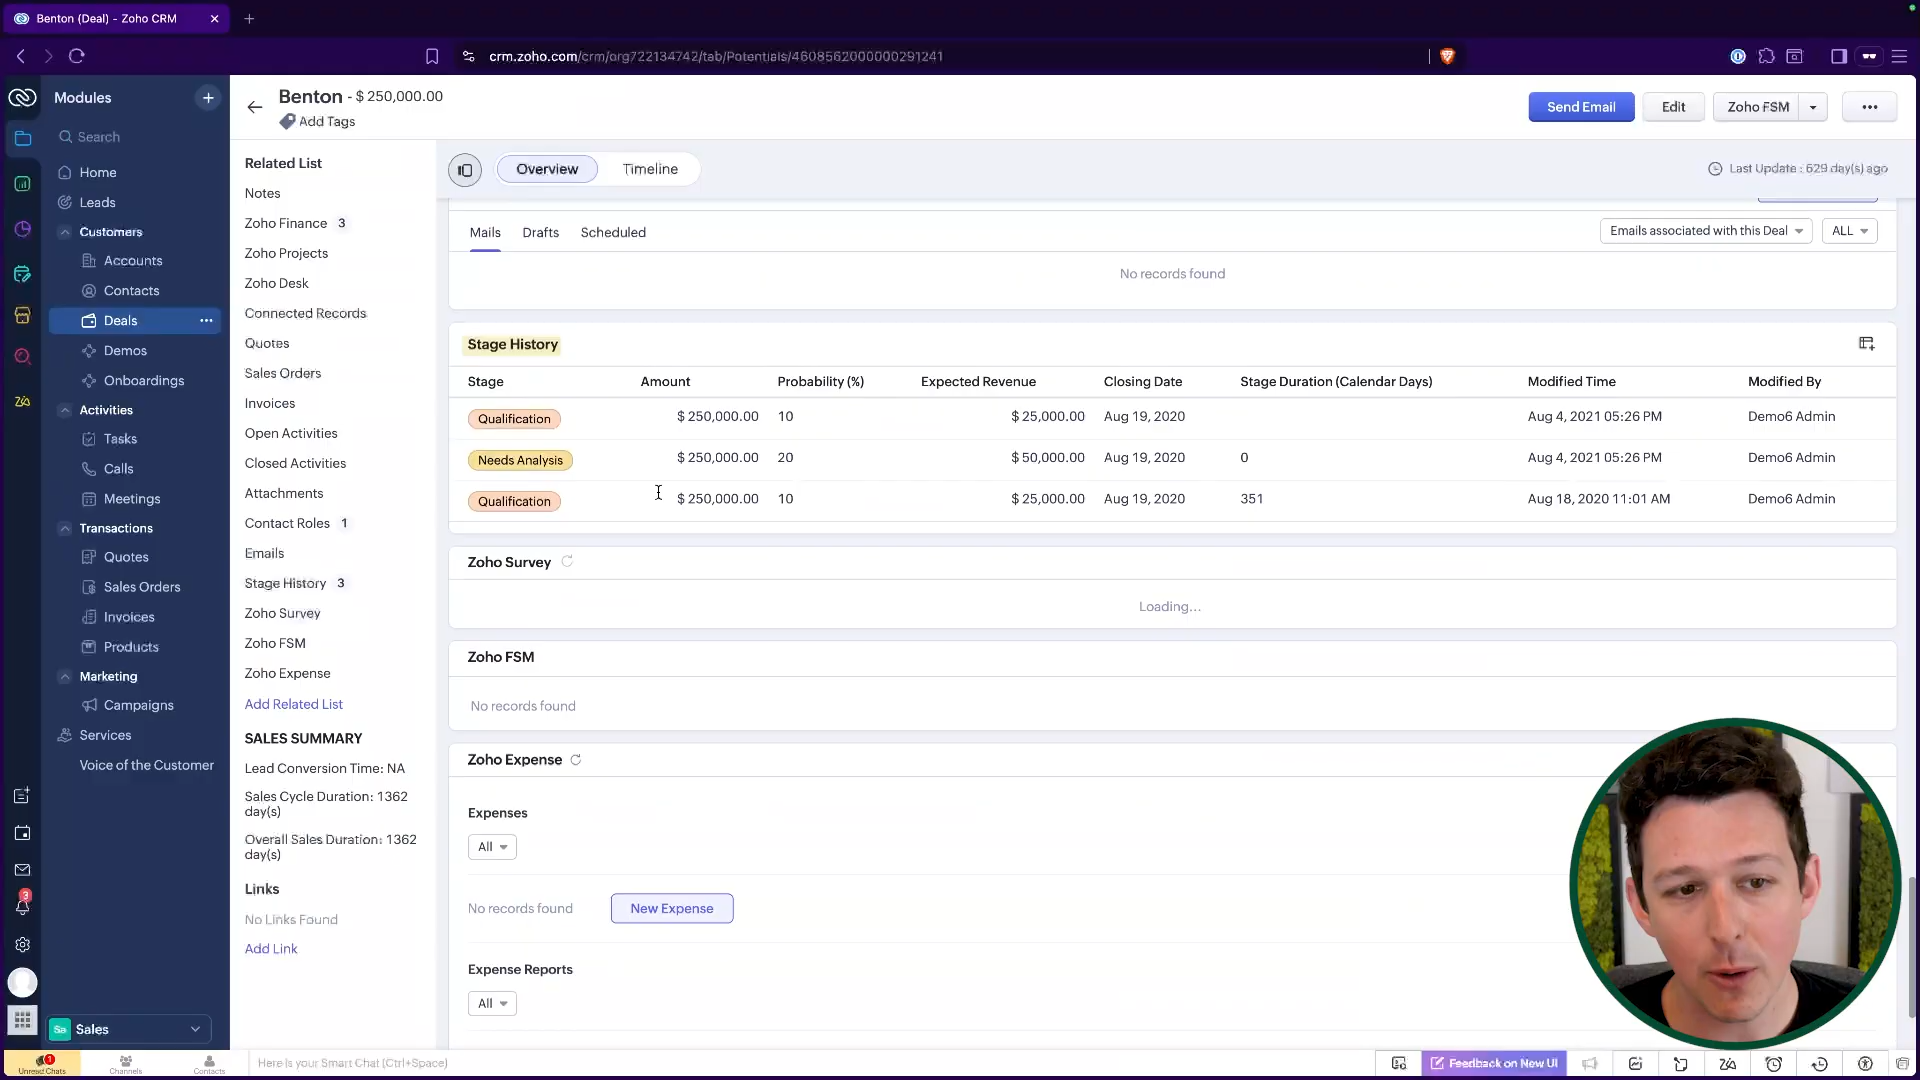 Benton (Deal) - Zoho CRM
crm.zoho.com/crm/org722134742/tab/Potentials/4608562000000291241
Modules
Search
Home
Leads
Customers
Accounts
Contacts
Deals
Demos
Onboardings
Activities
Tasks
Calls
Meetings
Transactions
Quotes
Sales Orders
Invoices
Products
Marketing
Campaigns
Services
Voice of the Customer
Sa Sales
ZiA
3
Benton - $ 250,000.00
Add Tags
Send Email
Edit
Zoho FSM
Related List
Notes
Zoho Finance 3
Zoho Projects
Zoho Desk
Connected Records
Quotes
Sales Orders
Invoices
Open Activities
Closed Activities
Attachments
Contact Roles 1
Emails
Stage History 3
Zoho Survey
Zoho FSM
Zoho Expense
Add Related List
SALES SUMMARY
Lead Conversion Time: NA
Sales Cycle Duration: 1362
day(s)
Overall Sales Duration: 1362
day(s)
Links
No Links Found
Add Link
Overview Timeline
Last Update : 629 day(s) ago
Mails Drafts Scheduled
Emails associated with this Deal ALL
No records found
Stage History
Stage Amount Probability (%) Expected Revenue Closing Date Stage Duration (Calendar Days) Modified Time Modified By
Qualification $ 250,000.00 10 $ 25,000.00 Aug 19, 2020 Aug 4, 2021 05:26 PM Demo6 Admin
Needs Analysis $ 250,000.00 20 $ 50,000.00 Aug 19, 2020 0 Aug 4, 2021 05:26 PM Demo6 Admin
Qualification $ 250,000.00 10 $ 25,000.00 Aug 19, 2020 351 Aug 18, 2020 11:01 AM Demo6 Admin
Zoho Survey
Loading...
Zoho FSM
No records found
Zoho Expense
Expenses
All
No records found New Expense
Expense Reports
All
1
Unread Chats Channels Contacts Here is your Smart Chat (Ctrl+Space)
Feedback on New UI